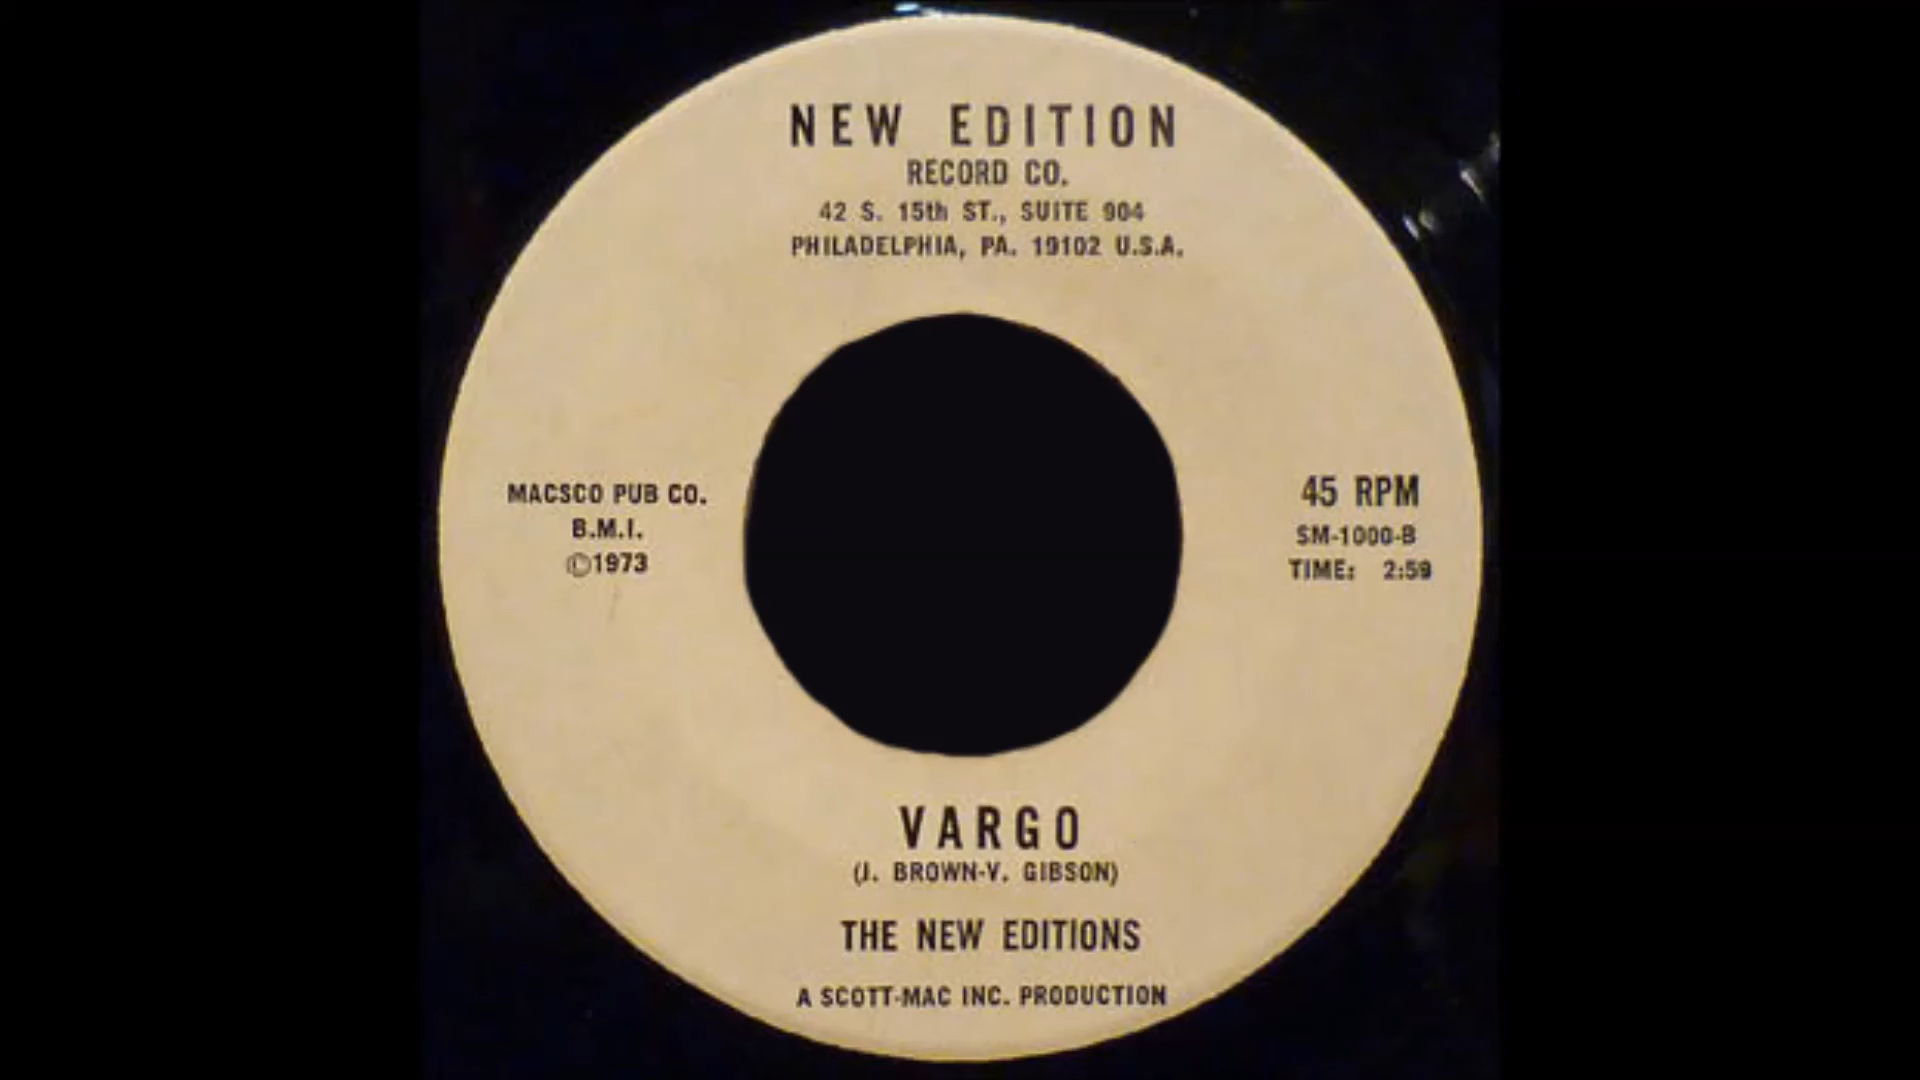 NEW EDITION
RECORD CO.
42 S. 15th ST., SUITE 904
PHILADELPHIA, PA. 19102 U.S.A.
MACSCO PUB CO.
B.M.I.
©1973
45 RPM
SM-1000-B
TIME: 2:59
VARGO
(J. BROWN-V. GIBSON)
THE NEW EDITIONS
A SCOTT-MAC INC. PRODUCTION